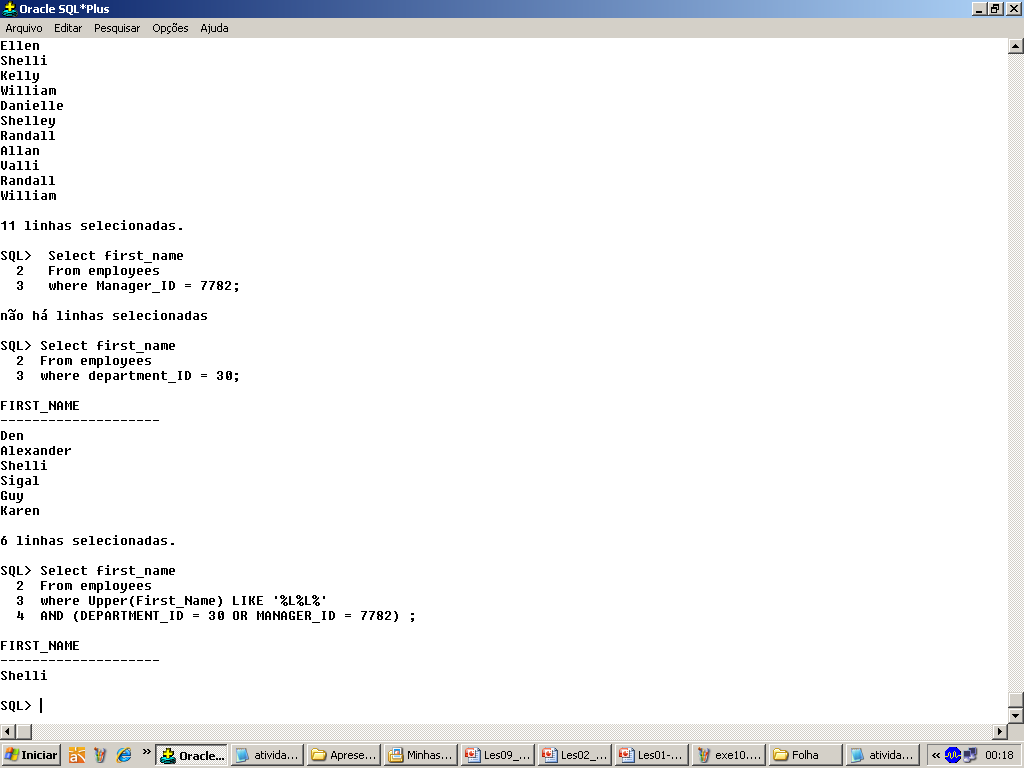 Oracle SQL*Plus
Arquivo Editar Pesquisar Opções Ajuda
Ellen
Shelli
Kelly
William
Danielle
Shelley
Randall
Allan
Valli
Randall
William
11 linhas selecionadas.
SQL>  Select first_name
  2   From employees
  3   where Manager_ID = 7782;
não há linhas selecionadas
SQL> Select first_name
  2  From employees
  3  where department_ID = 30;
FIRST_NAME
--------------------
Den
Alexander
Shelli
Sigal
Guy
Karen
6 linhas selecionadas.
SQL> Select first_name
  2  From employees
  3  where Upper(First_Name) LIKE '%L%L%'
  4  AND (DEPARTMENT_ID = 30 OR MANAGER_ID = 7782) ;
FIRST_NAME
--------------------
Shelli
SQL>
Iniciar » Oracle... ativida... Aprese... Minhas... Les09_... Les02_... Les01-... exe10.... Folha ativida... « 00:18